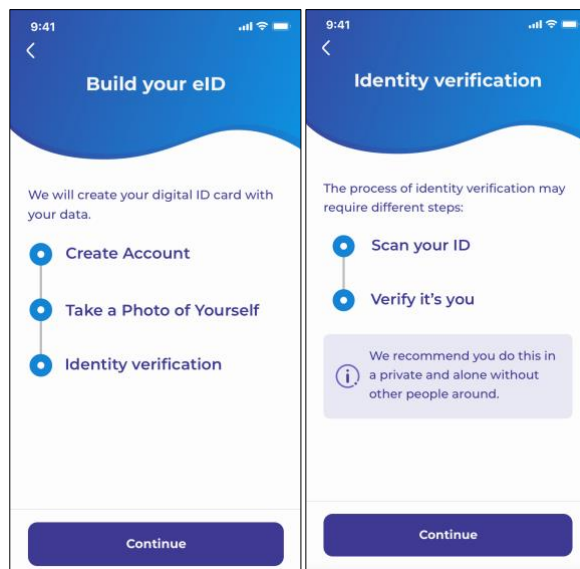 9:41
Build your eID
We will create your digital ID card with
your data.
Create Account
Take a Photo of Yourself
Identity verification
Continue
9:41
Identity verification
The process of identity verification may
require different steps:
Scan your ID
Verify it's you
We recommend you do this in
a private and alone without
other people around.
Continue